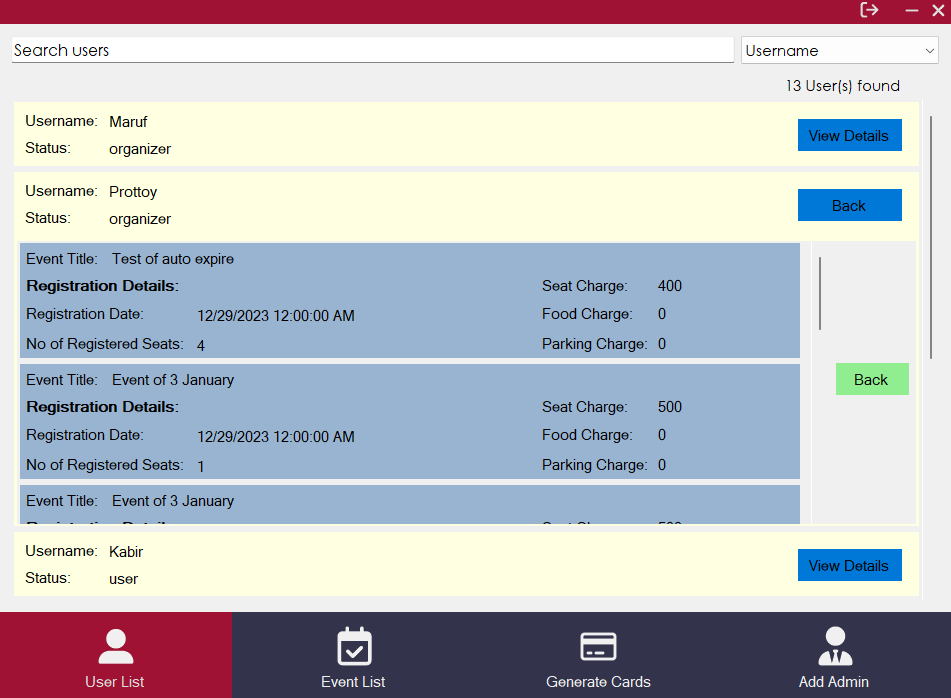 Search users
Username
13 User(s) found
Username: Maruf
Status: organizer
View Details
Username: Prottoy
Status: organizer
Back
Event Title: Test of auto expire
Registration Details:
Seat Charge: 400
Registration Date: 12/29/2023 12:00:00 AM
Food Charge: 0
No of Registered Seats: 4
Parking Charge: 0
Back
Event Title: Event of 3 January
Registration Details:
Seat Charge: 500
Registration Date: 12/29/2023 12:00:00 AM
Food Charge: 0
No of Registered Seats: 1
Parking Charge: 0
Event Title: Event of 3 January
Username: Kabir
Status: user
View Details
User List
Event List
Generate Cards
Add Admin